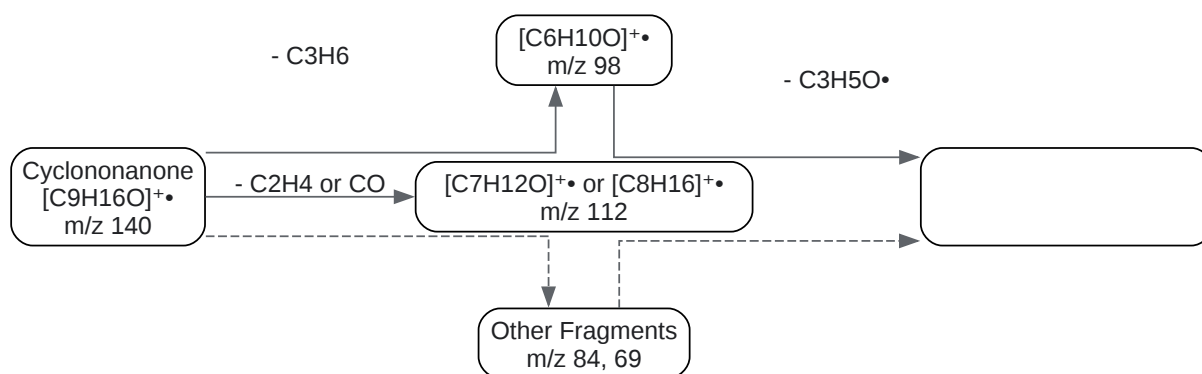 [C6H10O]⁺•
m/z 98
- C3H6
- C3H5O•
Cyclononanone
[C9H16O]⁺•
m/z 140
- C2H4 or CO
[C7H12O]⁺• or [C8H16]⁺•
m/z 112
Other Fragments
m/z 84, 69